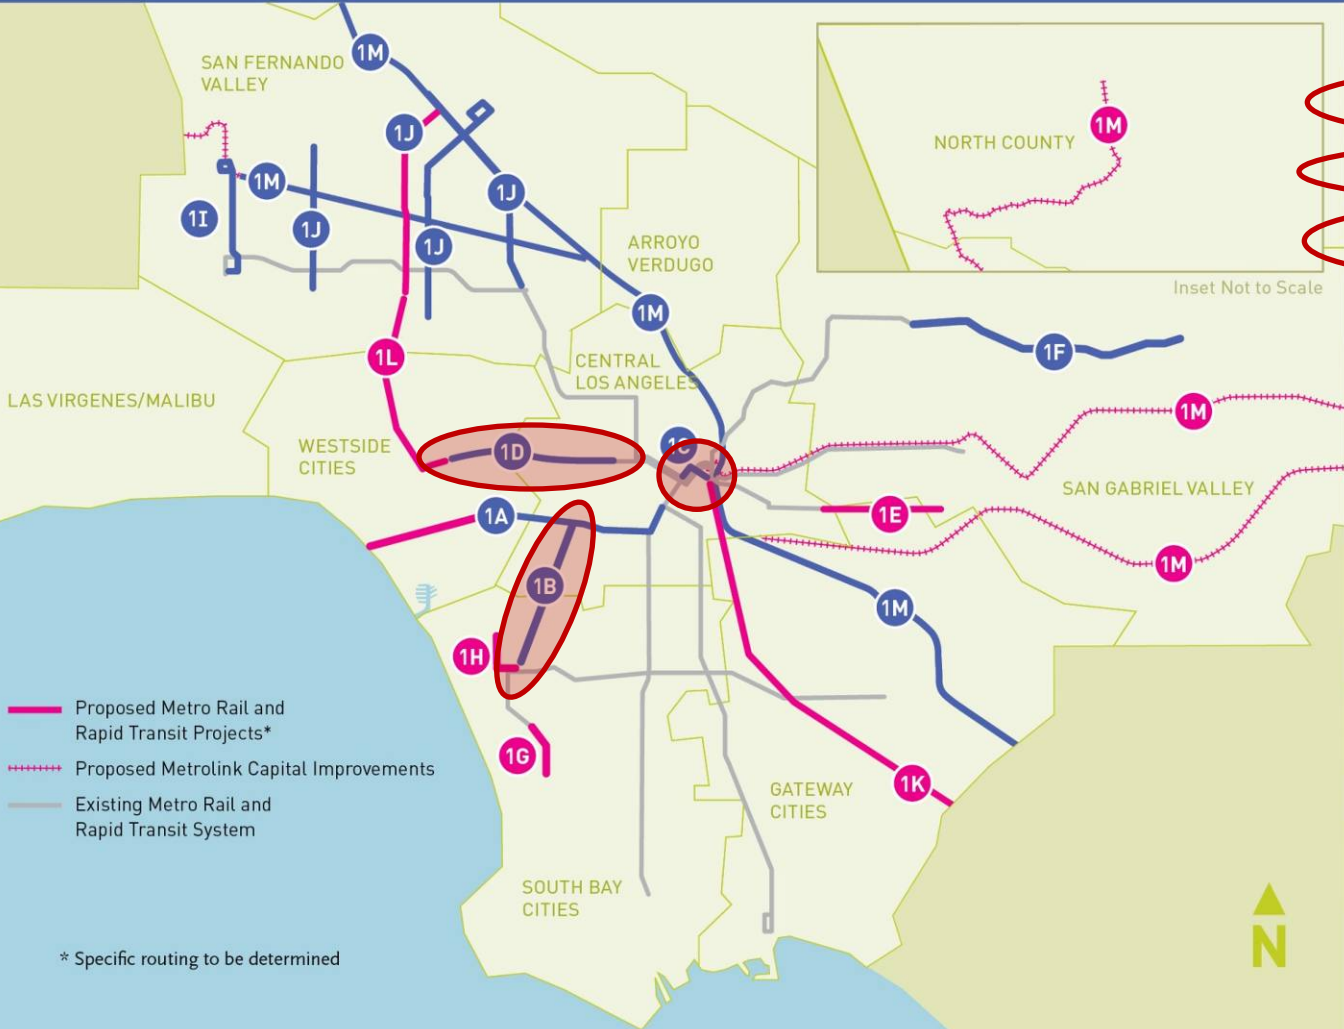 SAN FERNANDO
VALLEY
1M
1J
1M
1I
1J
1J
1J
ARROYO
VERDUGO
NORTH COUNTY
1M
Inset Not to Scale
1M
1L
CENTRAL
LOS ANGELES
1F
LAS VIRGENES/MALIBU
WESTSIDE
CITIES
1D
1C
1M
SAN GABRIEL VALLEY
1A
1E
1M
1B
1M
1H
1G
1K
GATEWAY
CITIES
SOUTH BAY
CITIES
Proposed Metro Rail and
Rapid Transit Projects*
Proposed Metrolink Capital Improvements
Existing Metro Rail and
Rapid Transit System
* Specific routing to be determined
N